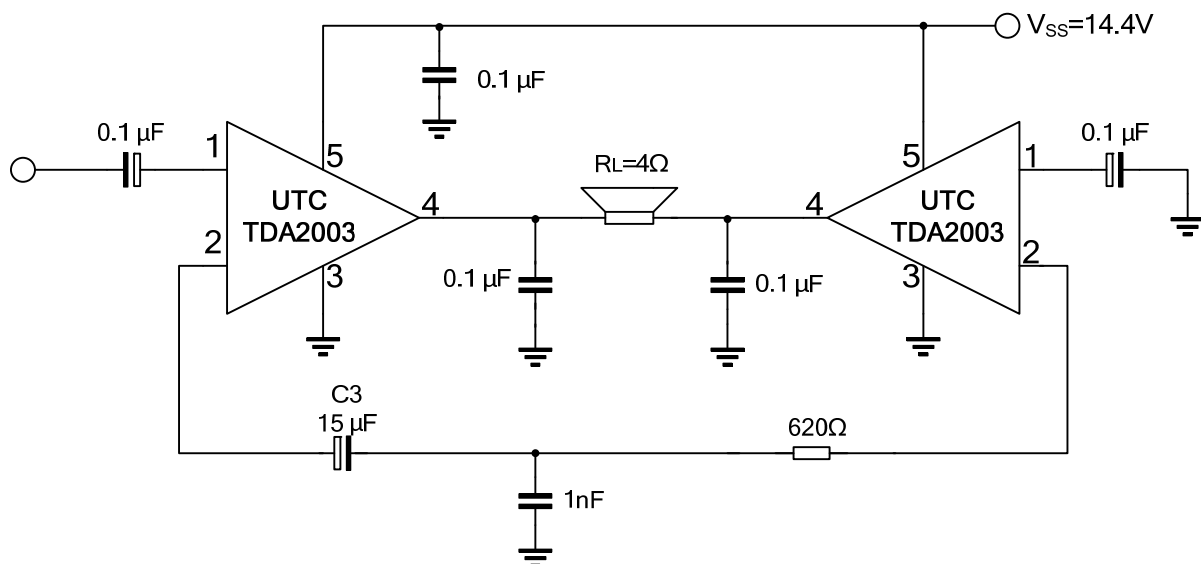 VSS=14.4V
0.1 µF
0.1 µF
0.1 µF
1
5
RL=4Ω
5
1
UTC
TDA2003
4
4
UTC
TDA2003
2
2
3
0.1 µF
0.1 µF
3
C3
15 µF
620Ω
1nF